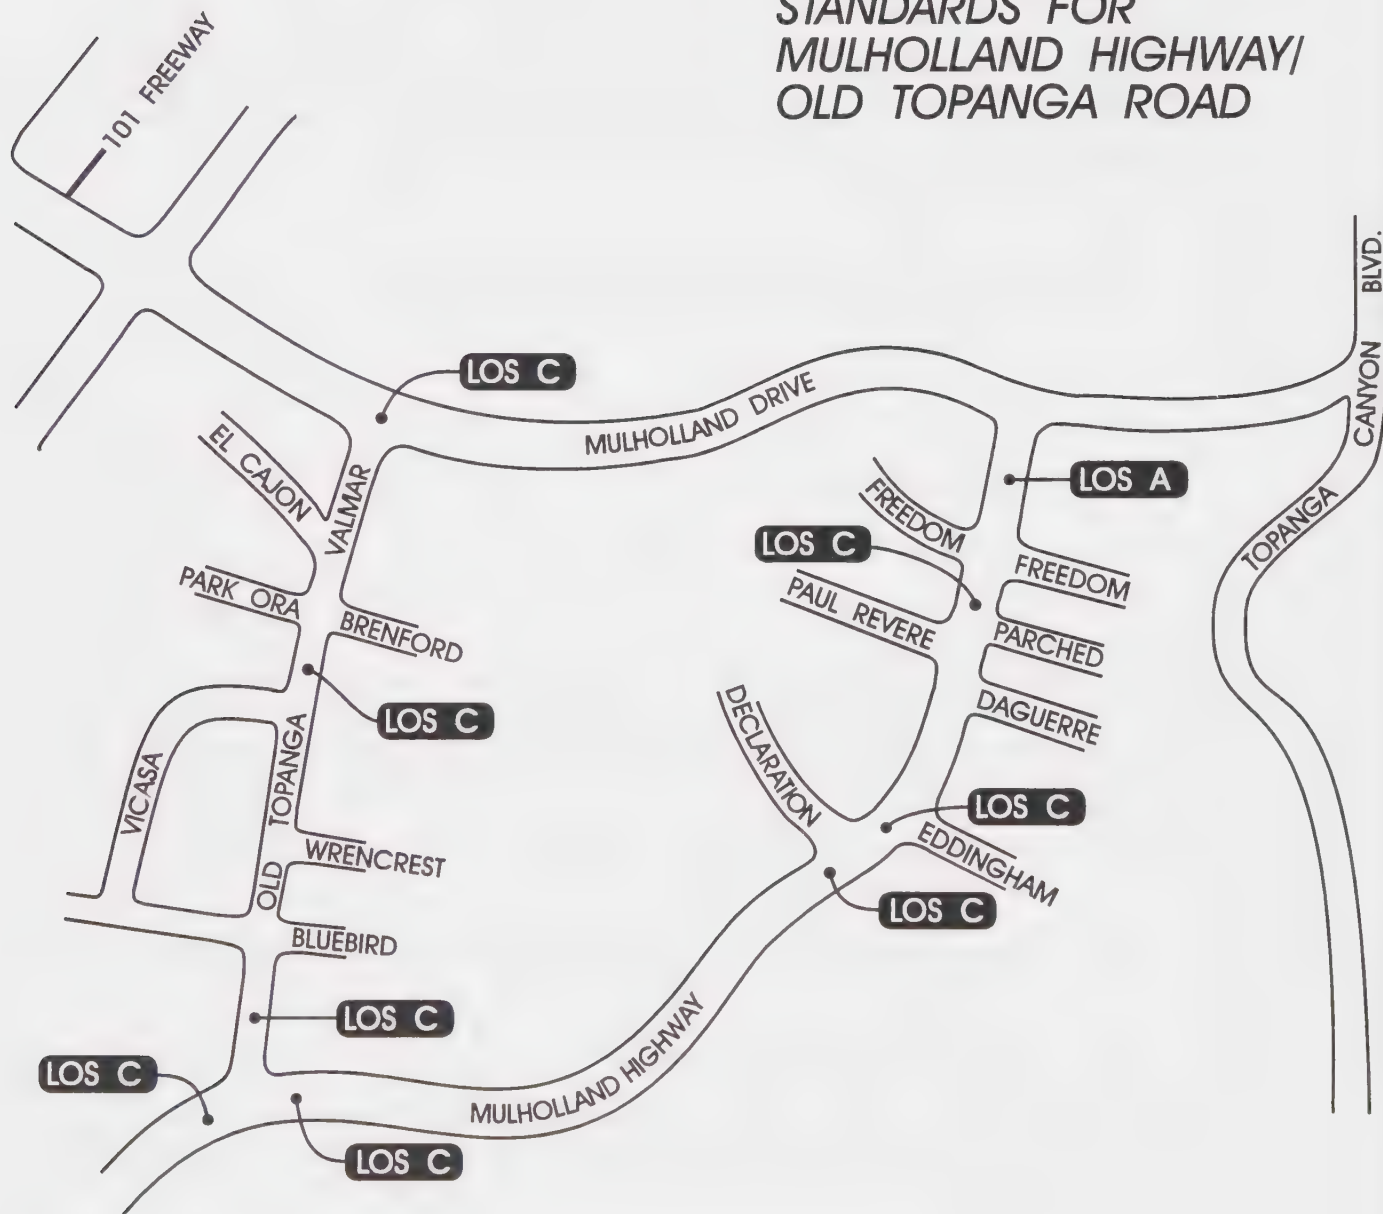 STANDARDS FOR
MULHOLLAND HIGHWAY/
OLD TOPANGA ROAD
101 FREEWAY
CANYON BLVD.
LOS C
MULHOLLAND DRIVE
EL CAJON
VALMAR
LOS A
FREEDOM
LOS C
TOPANGA
FREEDOM
PARK ORA
BRENFORD
PAUL REVERE
PARCHED
LOS C
DAGUERRE
DECLARATION
VICASA
OLD TOPANGA
LOS C
EDDINGHAM
WRENCREST
LOS C
BLUEBIRD
LOS C
LOS C
MULHOLLAND HIGHWAY
LOS C